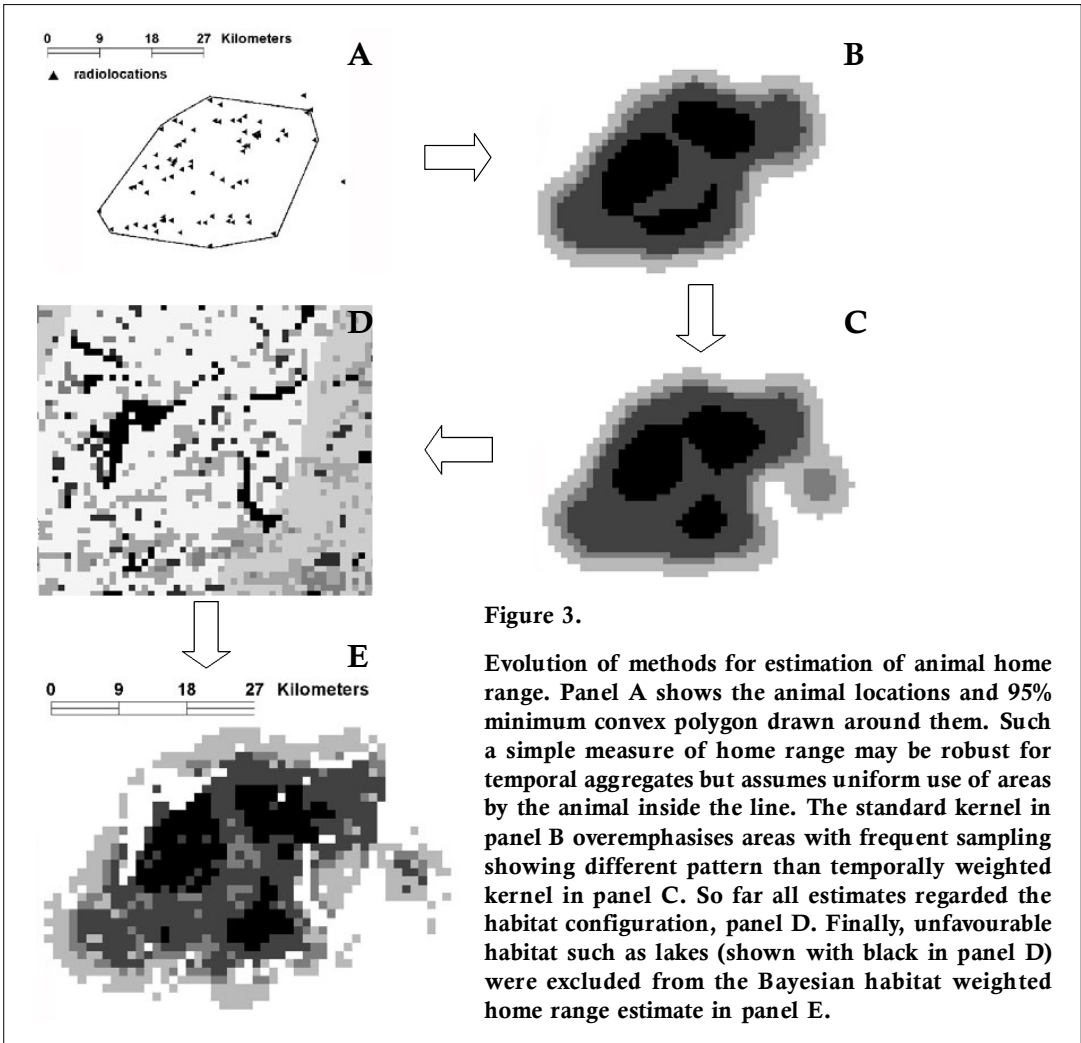 0 9 18 27 Kilometers
▲ radiolocations
A
B
C
D
E
0 9 18 27 Kilometers
Figure 3.
Evolution of methods for estimation of animal home
range. Panel A shows the animal locations and 95%
minimum convex polygon drawn around them. Such
a simple measure of home range may be robust for
temporal aggregates but assumes uniform use of areas
by the animal inside the line. The standard kernel in
panel B overemphasises areas with frequent sampling
showing different pattern than temporally weighted
kernel in panel C. So far all estimates regarded the
habitat configuration, panel D. Finally, unfavourable
habitat such as lakes (shown with black in panel D)
were excluded from the Bayesian habitat weighted
home range estimate in panel E.